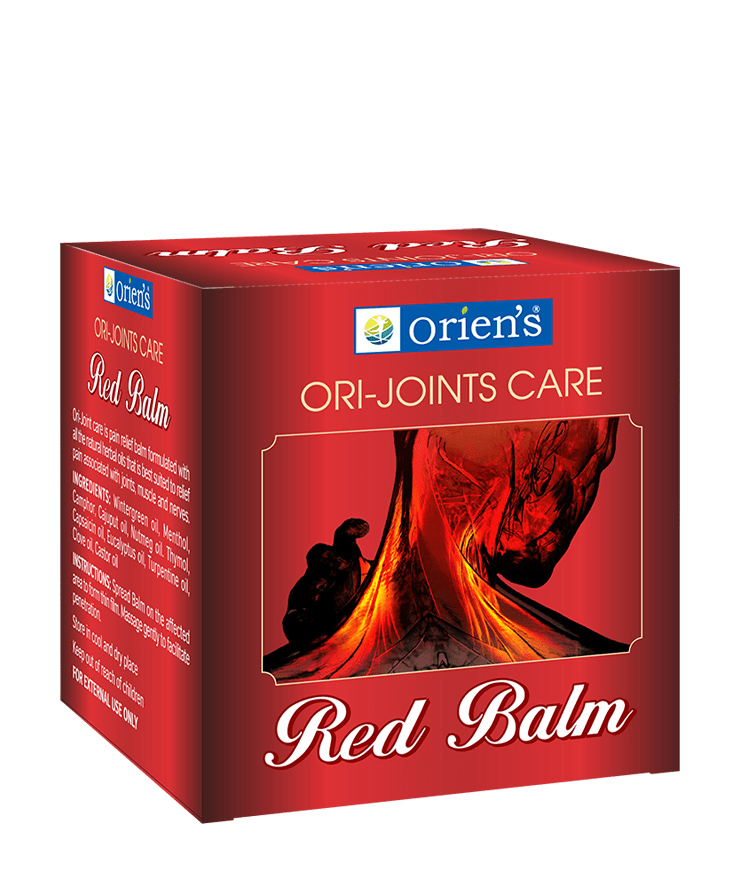 Red Balm
ORI-JOINTS CARE
Orien's
Orien's
ORI-JOINTS CARE
Red Balm
Ori-Joint care is pain relief balm formulated with
all the natural herbal oils that is best suited to relief
pain associated with joints, muscle and nerves.
INGREDIENTS: Wintergreen oil, Menthol,
Camphor, Cajuput oil, Nutmeg oil, Thymol,
Capsaicin oil, Eucalyptus oil, Turpentine oil,
Clove oil, Castor oil
INSTRUCTIONS: Spread Balm on the affected
area to form thin film. Massage gently to facilitate
penetration.
Store in cool and dry place
Keep out of reach of children
FOR EXTERNAL USE ONLY
Orien's®
ORI-JOINTS CARE
Red Balm